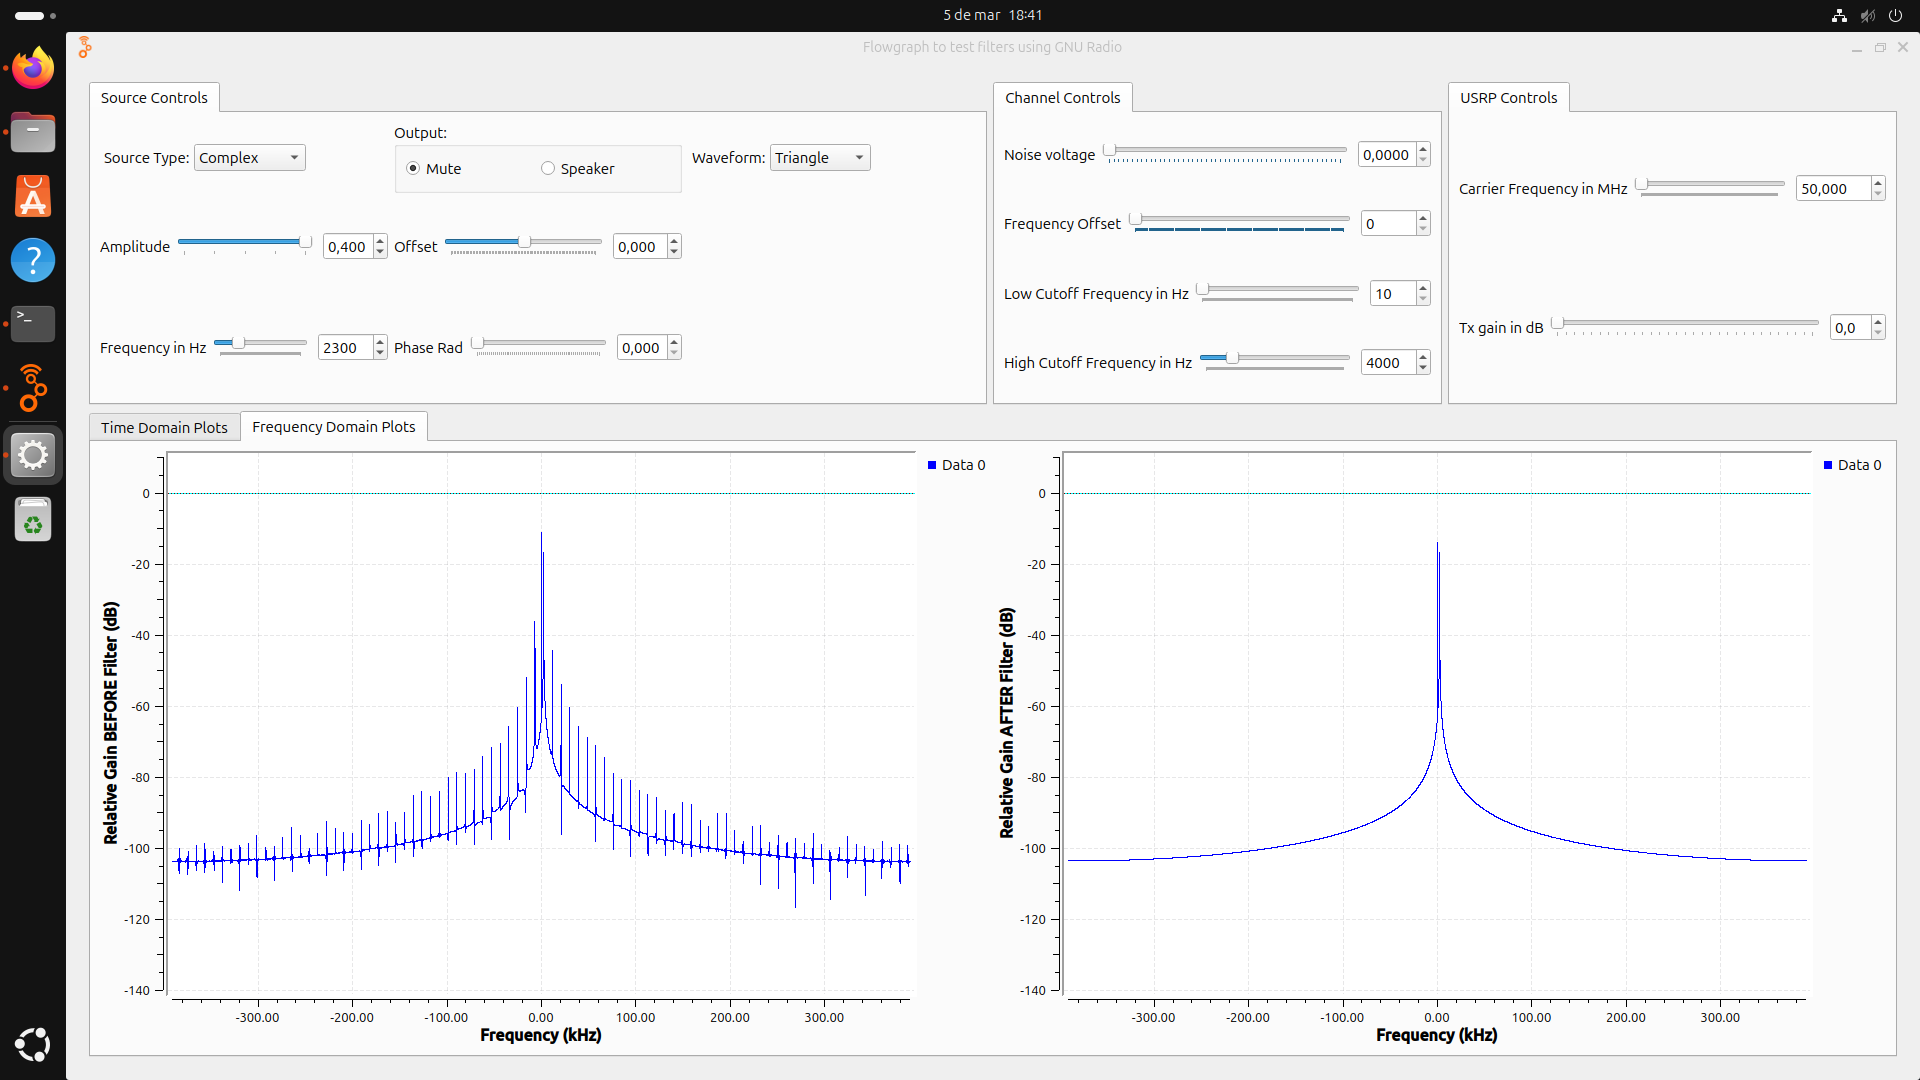 5 de mar 18:41
Flowgraph to test filters using GNU Radio
Source Controls
Source Type: Complex
Output:
Mute
Speaker
Waveform: Triangle
Amplitude 0,400
Offset 0,000
Frequency in Hz 2300
Phase Rad 0,000
Channel Controls
Noise voltage 0,0000
Frequency Offset 0
Low Cutoff Frequency in Hz 10
High Cutoff Frequency in Hz 4000
USRP Controls
Carrier Frequency in MHz 50,000
Tx gain in dB 0,0
Time Domain Plots
Frequency Domain Plots
Relative Gain BEFORE Filter (dB)
0
-20
-40
-60
-80
-100
-120
-140
-300.00 -200.00 -100.00 0.00 100.00 200.00 300.00
Frequency (kHz)
Data 0
Relative Gain AFTER Filter (dB)
0
-20
-40
-60
-80
-100
-120
-140
-300.00 -200.00 -100.00 0.00 100.00 200.00 300.00
Frequency (kHz)
Data 0